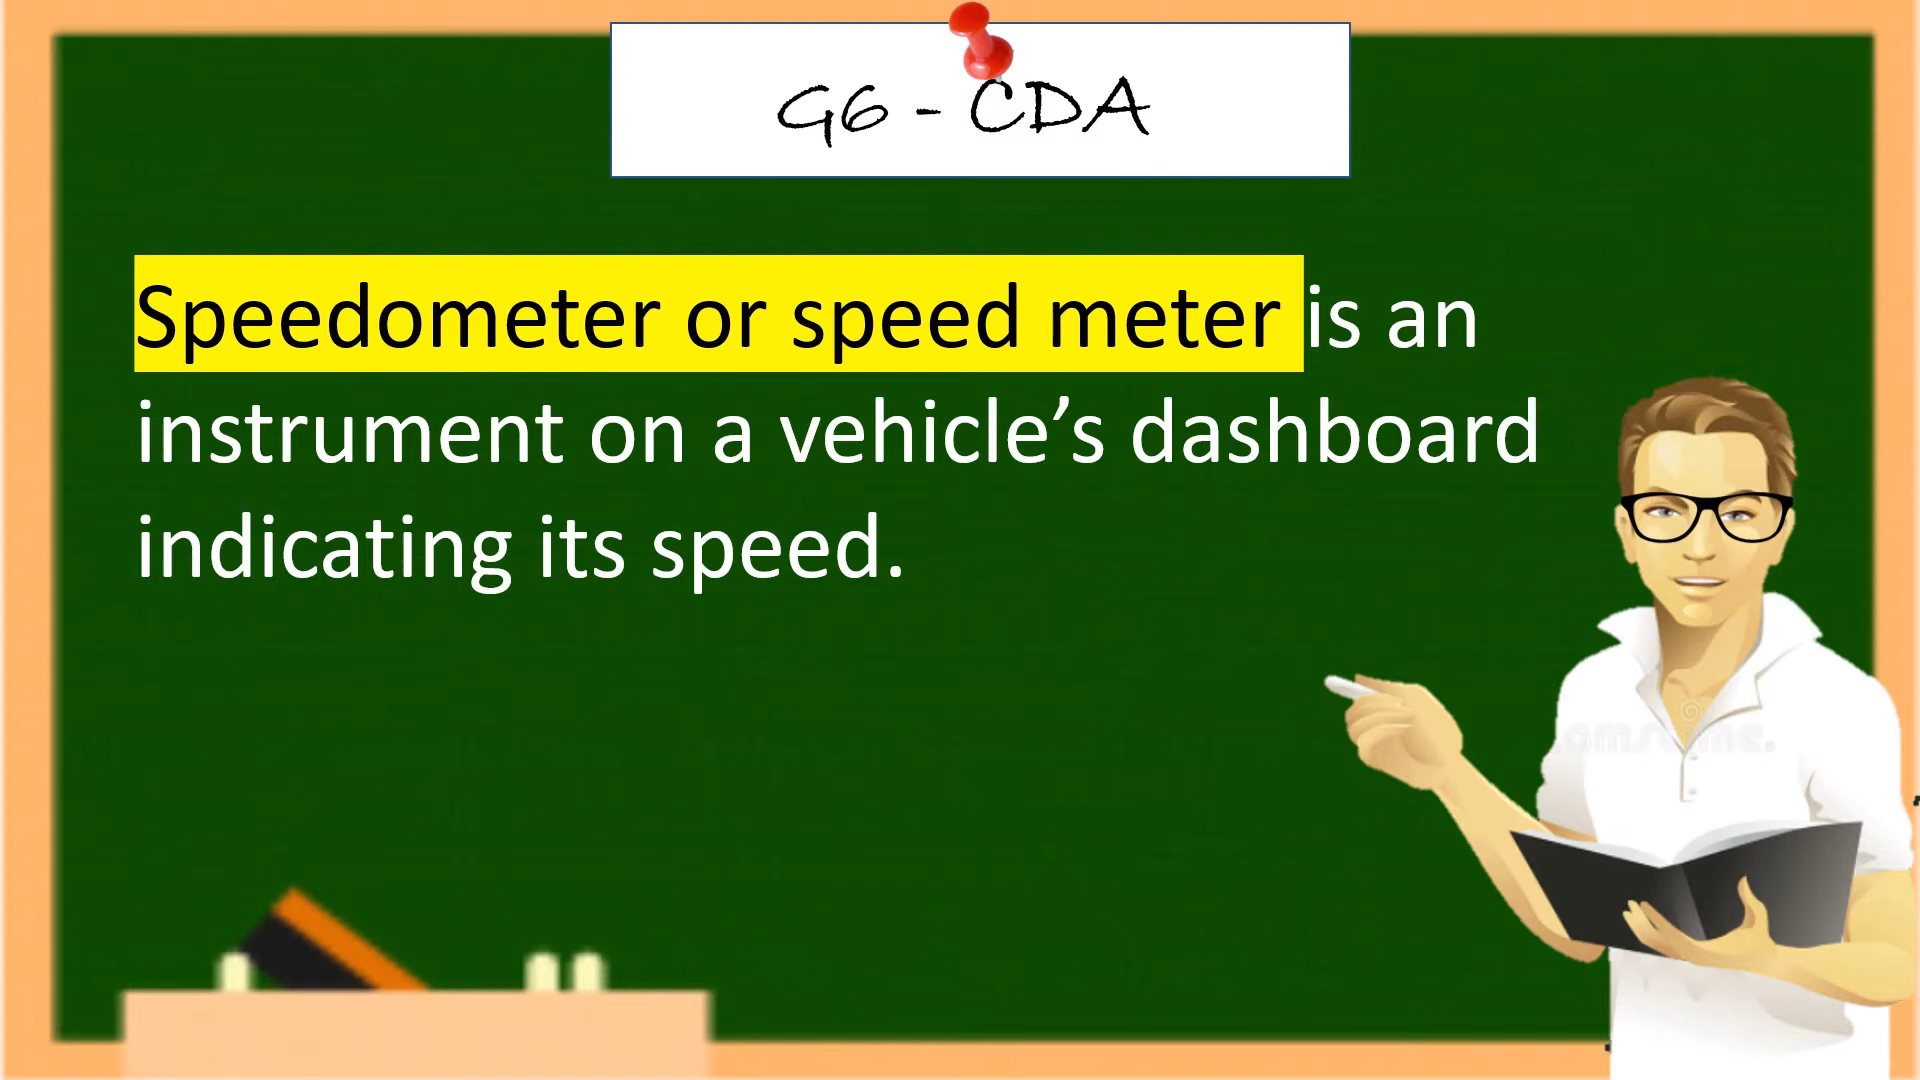 G6 - CDA
Speedometer or speed meter is an
instrument on a vehicle’s dashboard
indicating its speed.